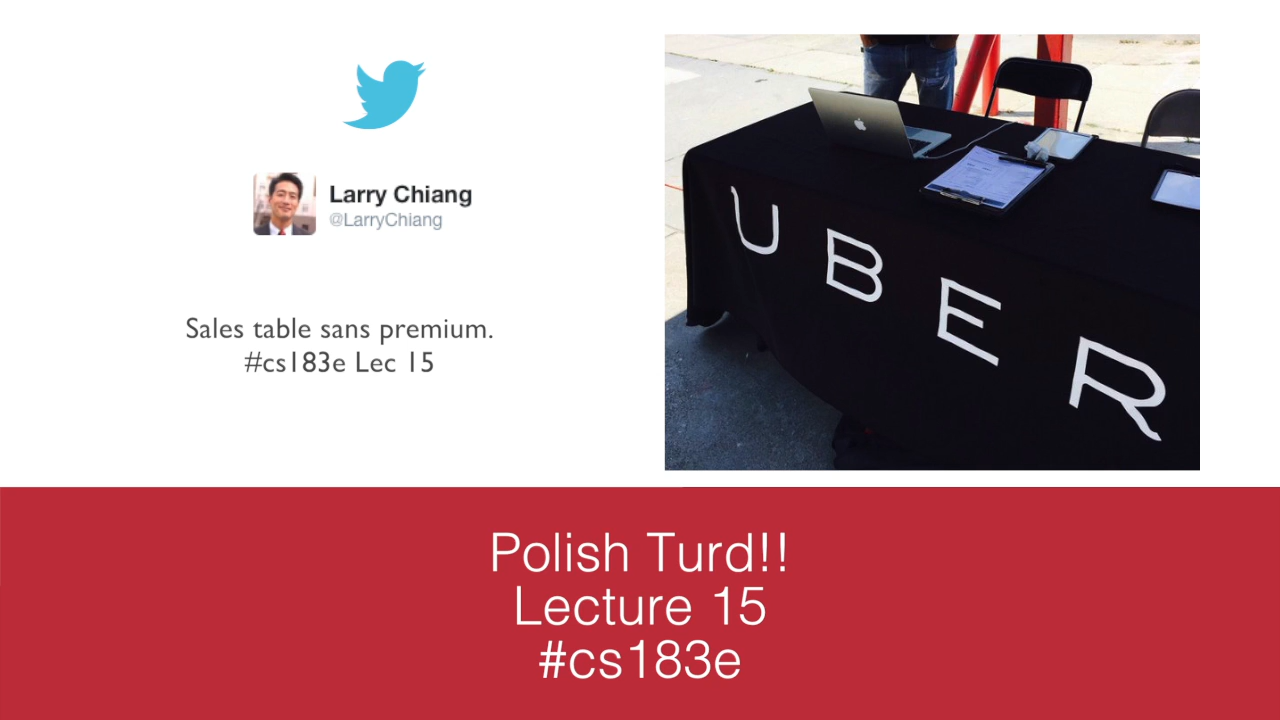 Larry Chiang
@LarryChiang
Sales table sans premium.
#cs183e Lec 15
UBER
Polish Turd!!
Lecture 15
#cs183e